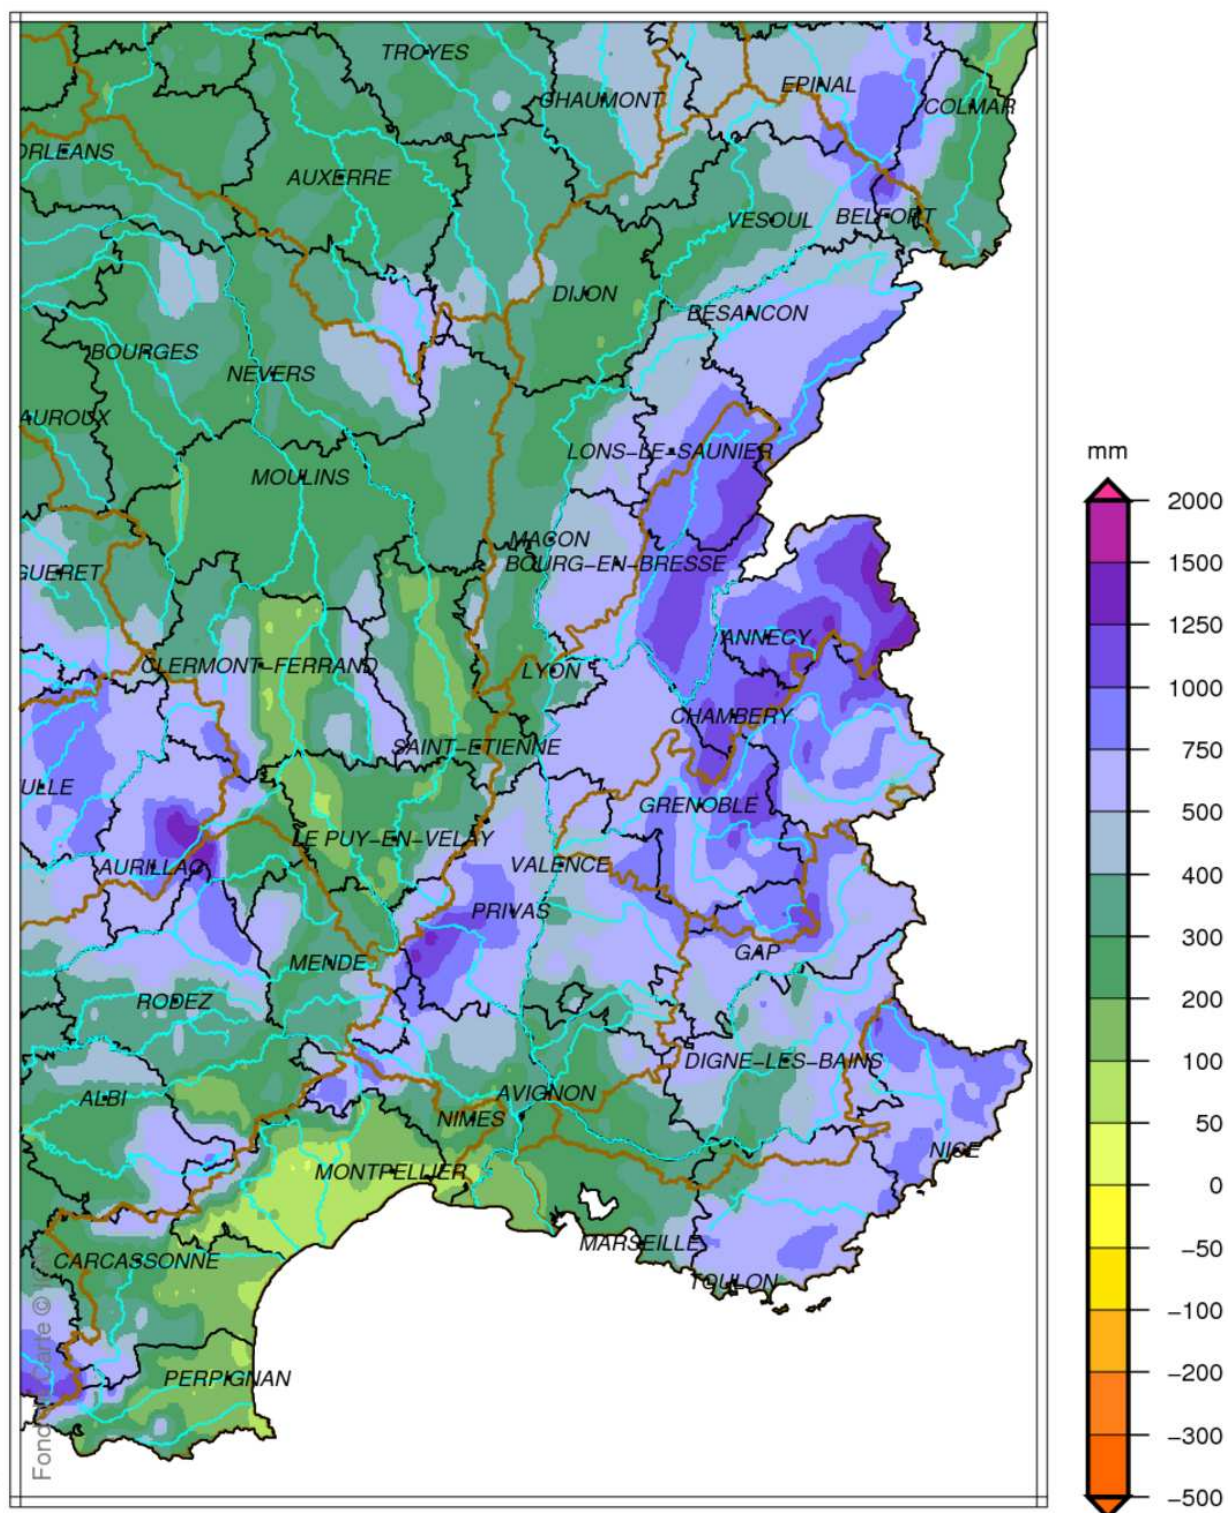 TROYES
EPINAL
CHAUMONT
COLMAR
ORLEANS
AUXERRE
VESOUL
BELFORT
DIJON
BESANCON
BOURGES
NEVERS
AUROUX
LONS-LE-SAUNIER
mm
MOULINS
2000
MACON
1500
BOURG-EN-BRESSE
GUERET
1250
ANNECY
CLERMONT-FERRAND
LYON
1000
CHAMBERY
SAINT-ETIENNE
750
ULLE
GRENOBLE
500
LE PUY-EN-VELAY
AURILLAC
VALENCE
400
PRIVAS
300
GAP
MENDE
RODEZ
200
DIGNE-LES-BAINS
100
ALBI
AVIGNON
NIMES
50
NICE
MONTPELLIER
0
MARSEILLE
-50
CARCASSONNE
TOULON
-100
-200
PERPIGNAN
-300
-500
Carte ©